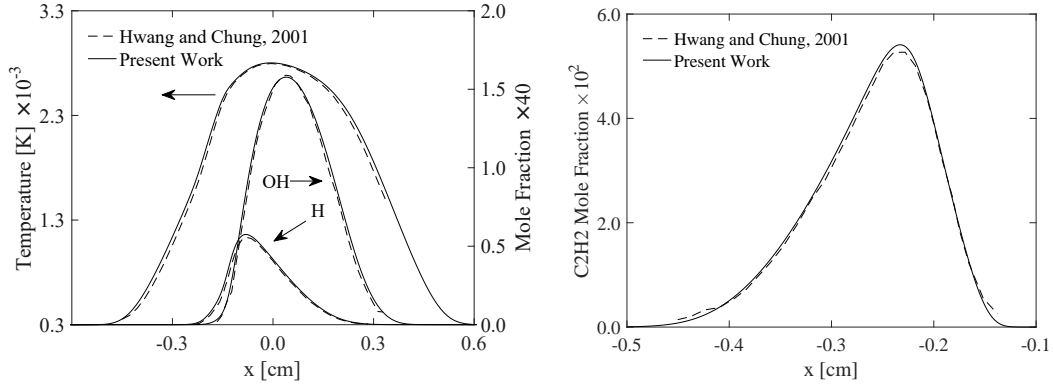 3.3
2.3
1.3
0.3
Temperature [K] ×10-3
Hwang and Chung, 2001
Present Work
OH
H
2.0
1.5
1.0
0.5
0.0
Mole Fraction ×40
-0.3
0.0
0.3
0.6
x [cm]
6.0
4.0
2.0
0.0
C2H2 Mole Fraction ×102
Hwang and Chung, 2001
Present Work
-0.5
-0.4
-0.3
-0.2
-0.1
x [cm]